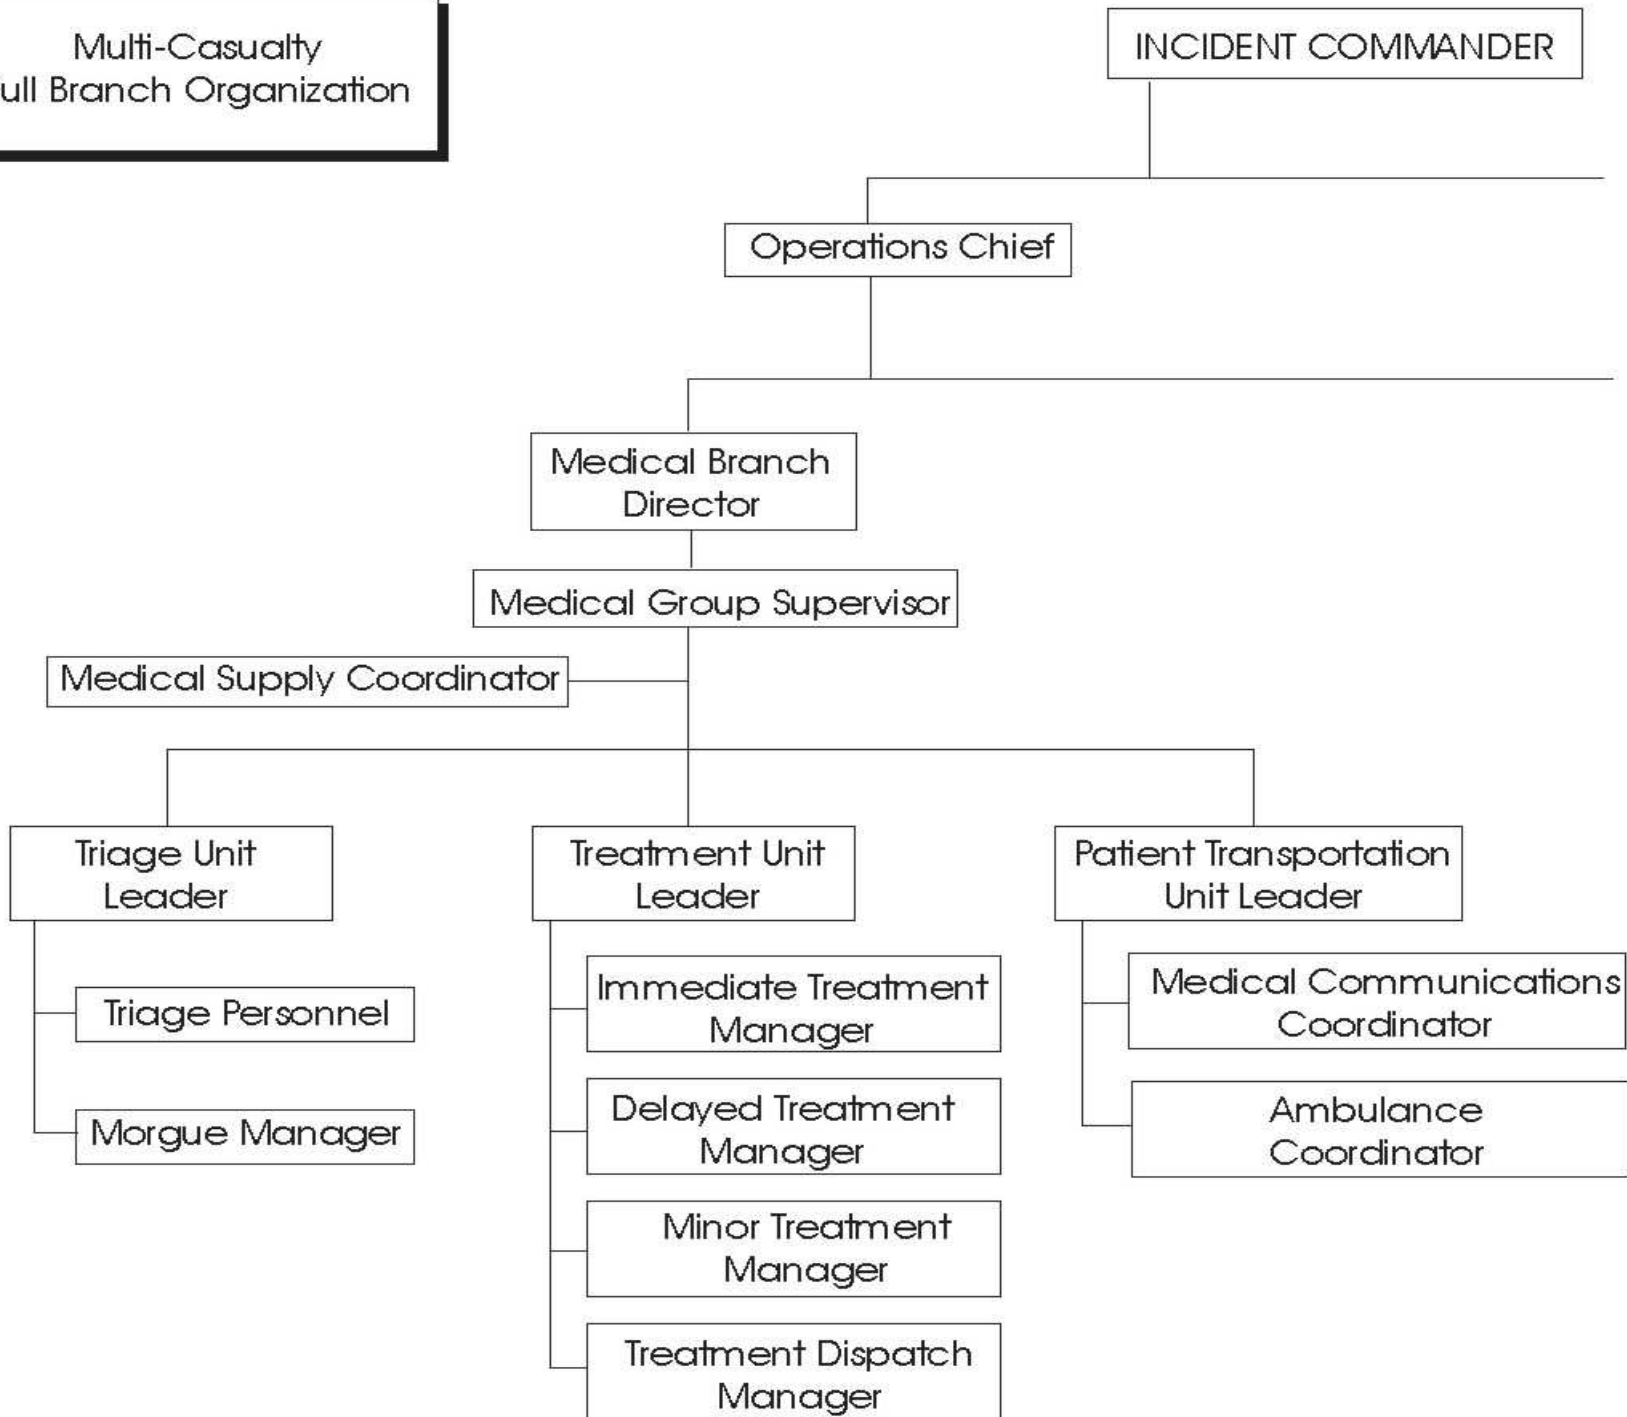 Multi-Casualty
ull Branch Organization
INCIDENT COMMANDER
Operations Chief
Medical Branch
Director
Medical Group Supervisor
Medical Supply Coordinator
Triage Unit
Leader
Triage Personnel
Morgue Manager
Treatment Unit
Leader
Immediate Treatment
Manager
Delayed Treatment
Manager
Minor Treatment
Manager
Treatment Dispatch
Manager
Patient Transportation
Unit Leader
Medical Communications
Coordinator
Ambulance
Coordinator